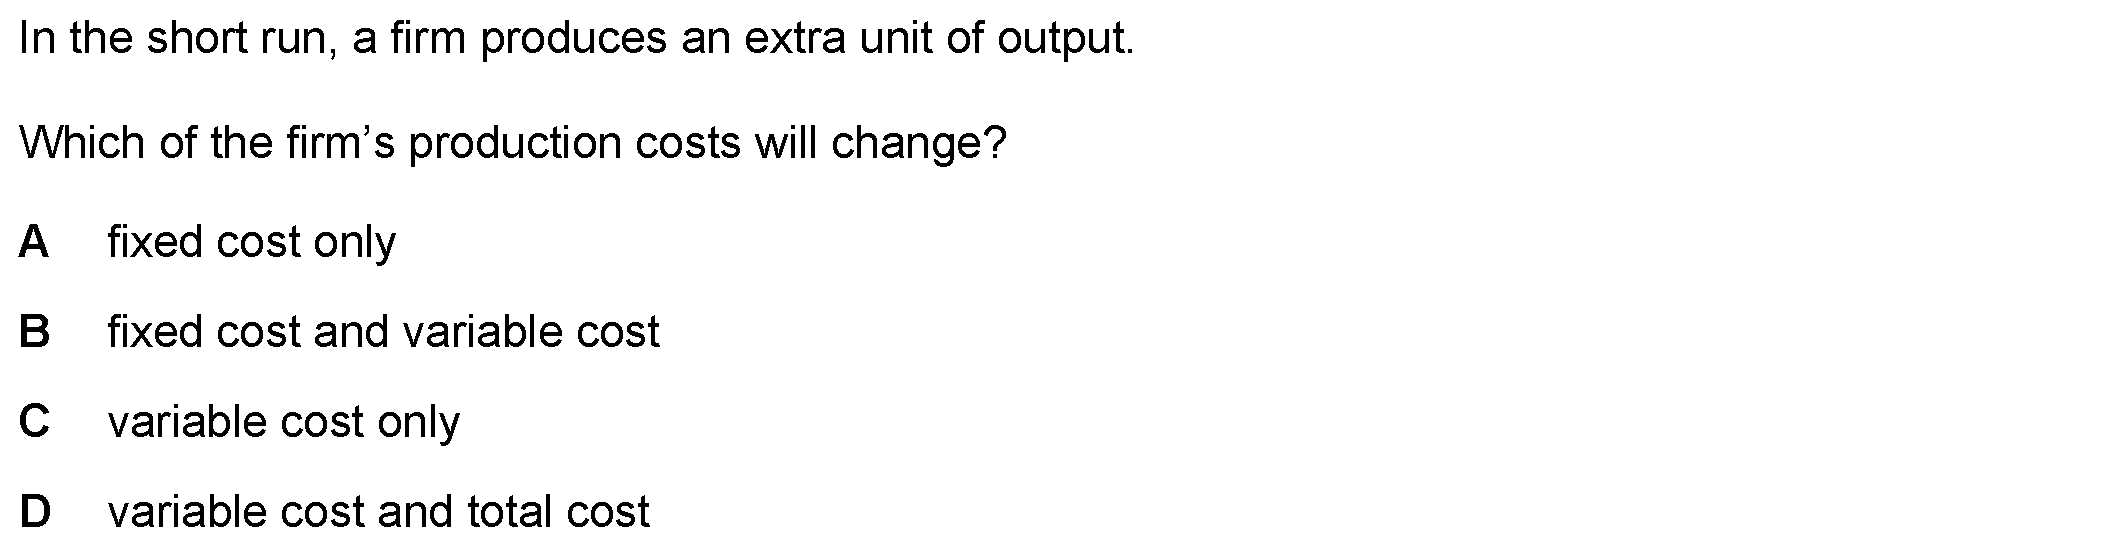 In the short run, a firm produces an extra unit of output.
Which of the firm’s production costs will change?
A fixed cost only
B fixed cost and variable cost
C variable cost only
D variable cost and total cost